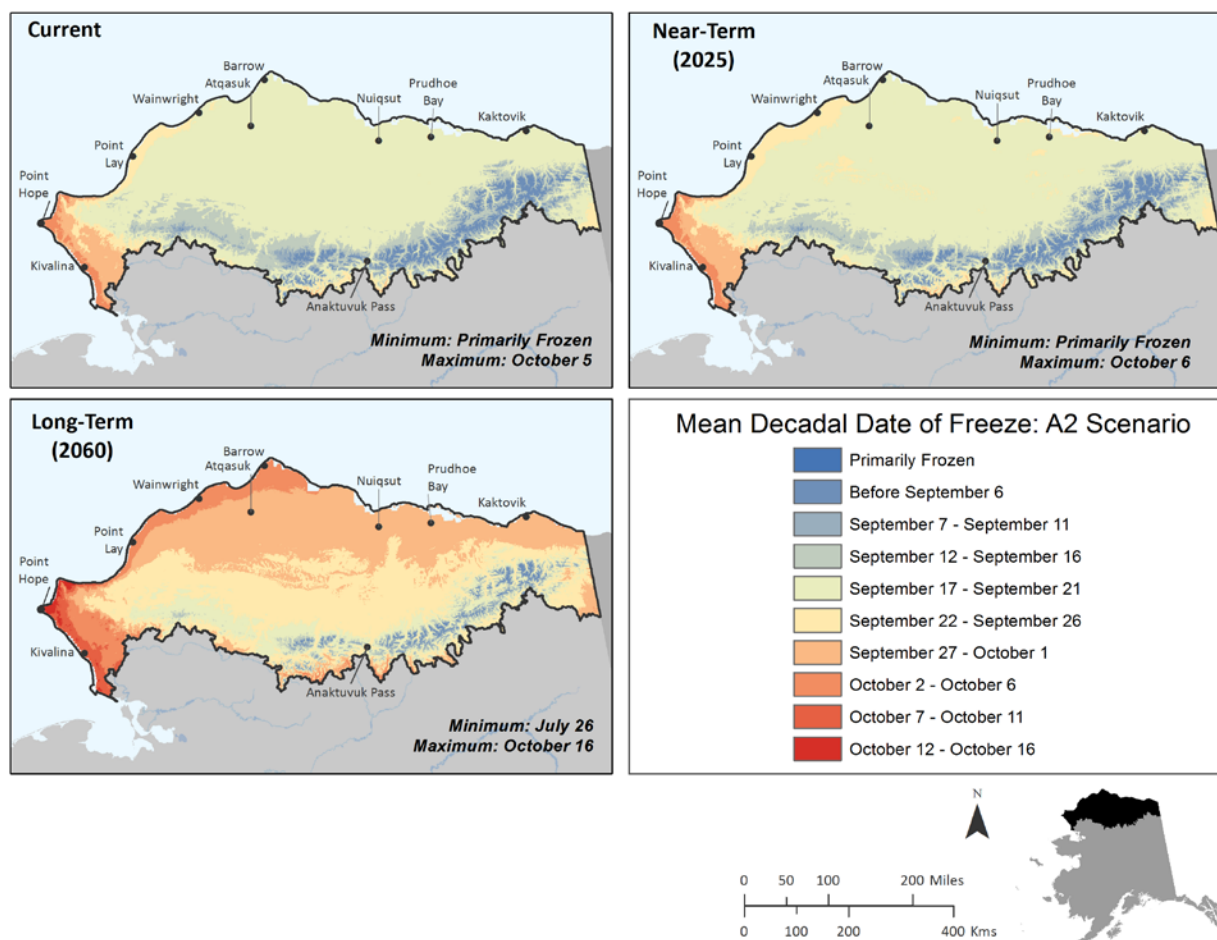 Current
Barrow
Atqasuk
Wainwright
Nuiqsut
Prudhoe
Bay
Kaktovik
Point
Lay
Point
Hope
Kivalina
Anaktuvuk Pass
Minimum: Primarily Frozen
Maximum: October 5
Near-Term
(2025)
Barrow
Atqasuk
Wainwright
Nuiqsut
Prudhoe
Bay
Kaktovik
Point
Lay
Point
Hope
Kivalina
Anaktuvuk Pass
Minimum: Primarily Frozen
Maximum: October 6
Long-Term
(2060)
Barrow
Atqasuk
Wainwright
Nuiqsut
Prudhoe
Bay
Kaktovik
Point
Lay
Point
Hope
Kivalina
Anaktuvuk Pass
Minimum: July 26
Maximum: October 16
Mean Decadal Date of Freeze: A2 Scenario
Primarily Frozen
Before September 6
September 7 - September 11
September 12 - September 16
September 17 - September 21
September 22 - September 26
September 27 - October 1
October 2 - October 6
October 7 - October 11
October 12 - October 16
N
0 50 100 200 Miles
0 100 200 400 Kms